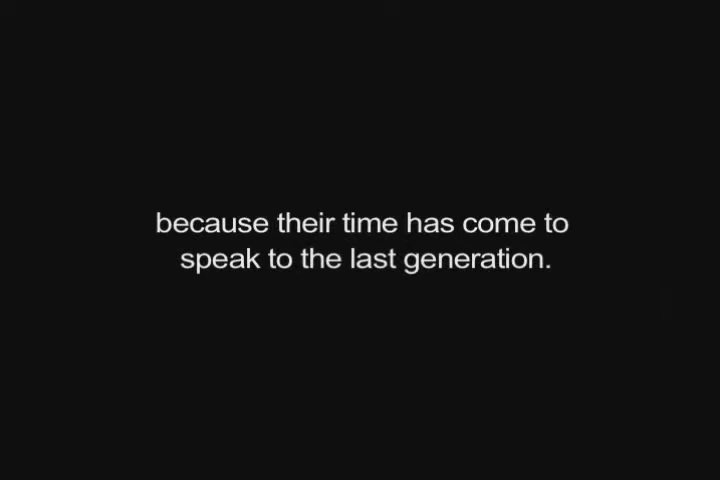 because their time has come to
speak to the last generation.